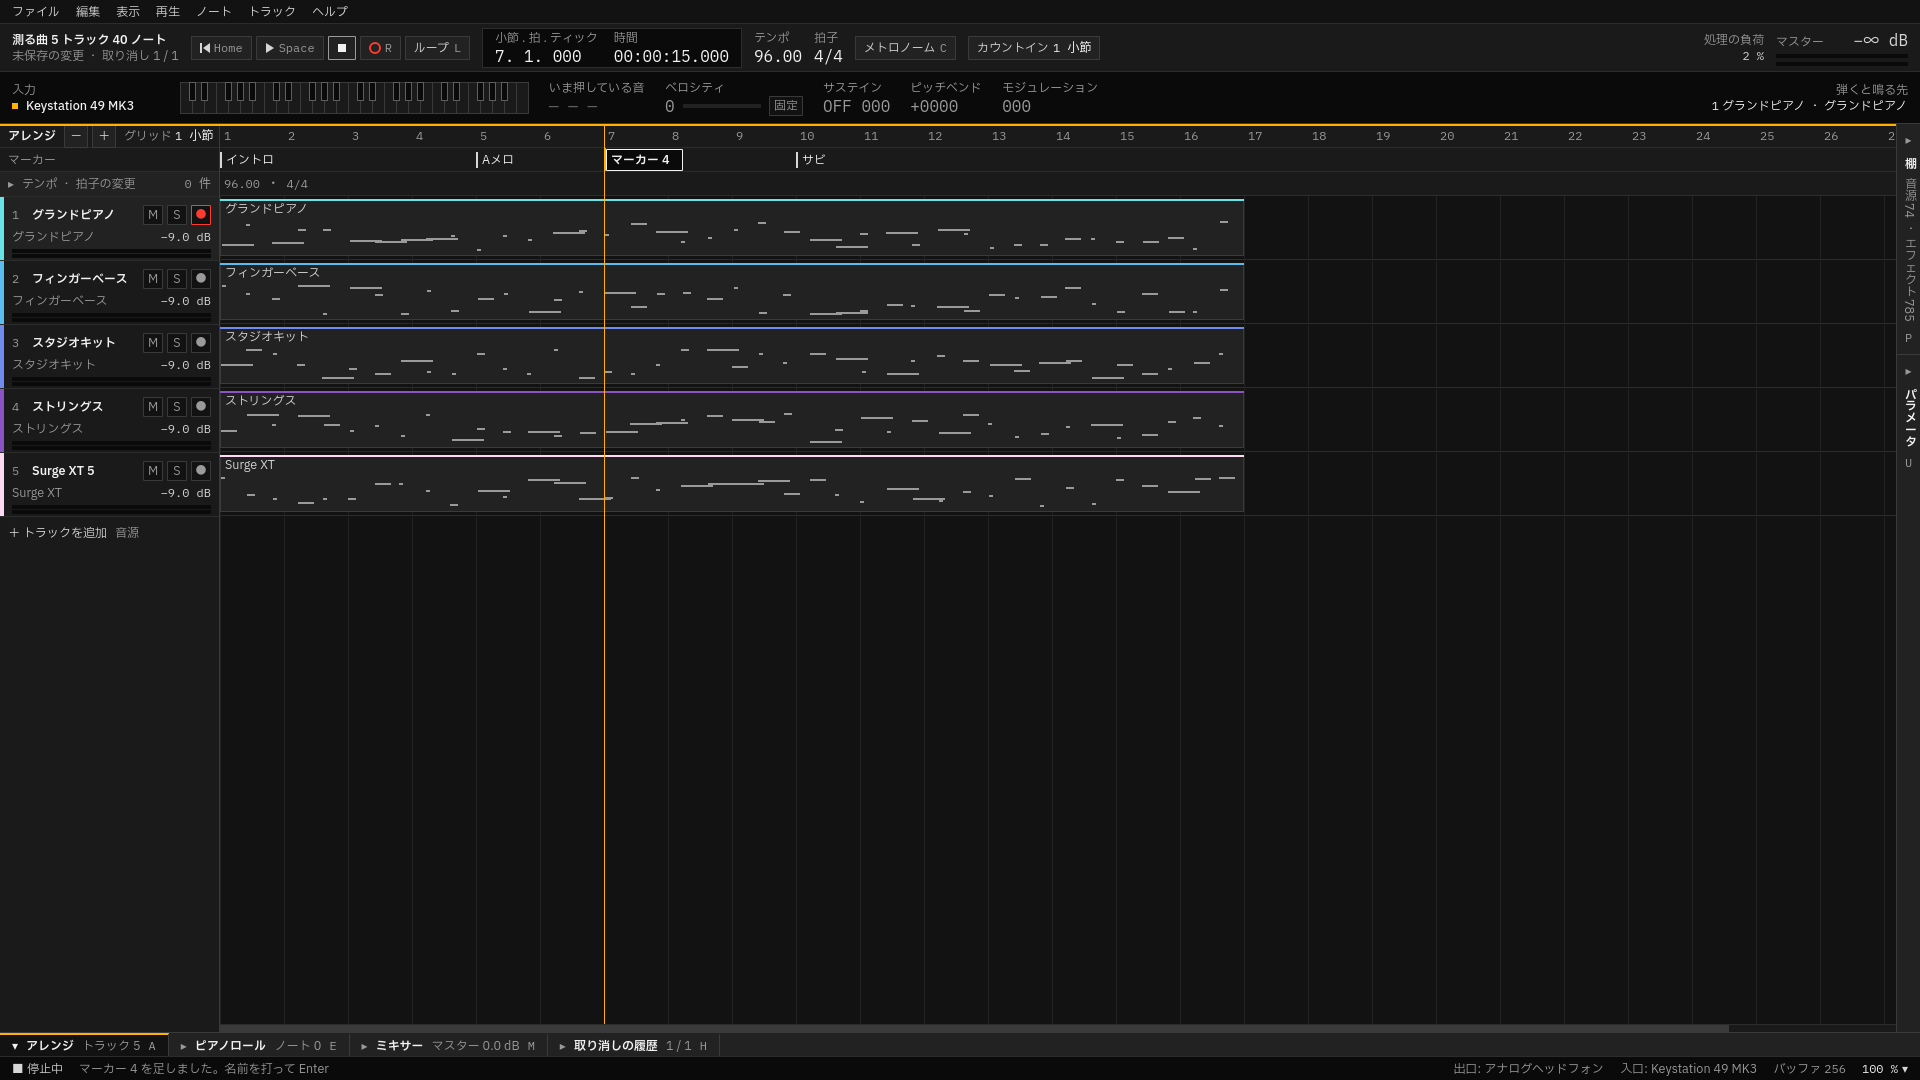 ファイル 編集 表示 再生 ノート トラック ヘルプ
測る曲 5 トラック 40 ノート
未保存の変更 · 取り消し 1 / 1
Home Space R ループ L
小節 . 拍 . ティック 時間
7. 1. 000 00:00:15.000
テンポ 拍子
96.00 4/4
メトロノーム C カウントイン 1 小節
処理の負荷 マスター −∞ dB
2 %
入力
Keystation 49 MK3
いま押している音 ベロシティ サステイン ピッチベンド モジュレーション
— — — 0 固定 OFF 000 +0000 000
弾くと鳴る先
1 グランドピアノ · グランドピアノ
アレンジ − + グリッド 1 小節
1 2 3 4 5 6 7 8 9 10 11 12 13 14 15 16 17 18 19 20 21 22 23 24 25 26 2
マーカー イントロ Aメロ マーカー 4 サビ
▸ テンポ · 拍子の変更 0 件 96.00 · 4/4
1 グランドピアノ M S
グランドピアノ −9.0 dB
グランドピアノ
2 フィンガーベース M S
フィンガーベース −9.0 dB
フィンガーベース
3 スタジオキット M S
スタジオキット −9.0 dB
スタジオキット
4 ストリングス M S
ストリングス −9.0 dB
ストリングス
5 Surge XT 5 M S
Surge XT −9.0 dB
Surge XT
+ トラックを追加 音源
▸ 棚 音源74 · エフェクト785 P
▸ パラメータ U
▾ アレンジ トラック 5 A ▸ ピアノロール ノート 0 E ▸ ミキサー マスター 0.0 dB M ▸ 取り消しの履歴 1 / 1 H
■ 停止中 マーカー 4 を足しました。名前を打って Enter
出口: アナログヘッドフォン 入口: Keystation 49 MK3 バッファ 256 100 % ▾